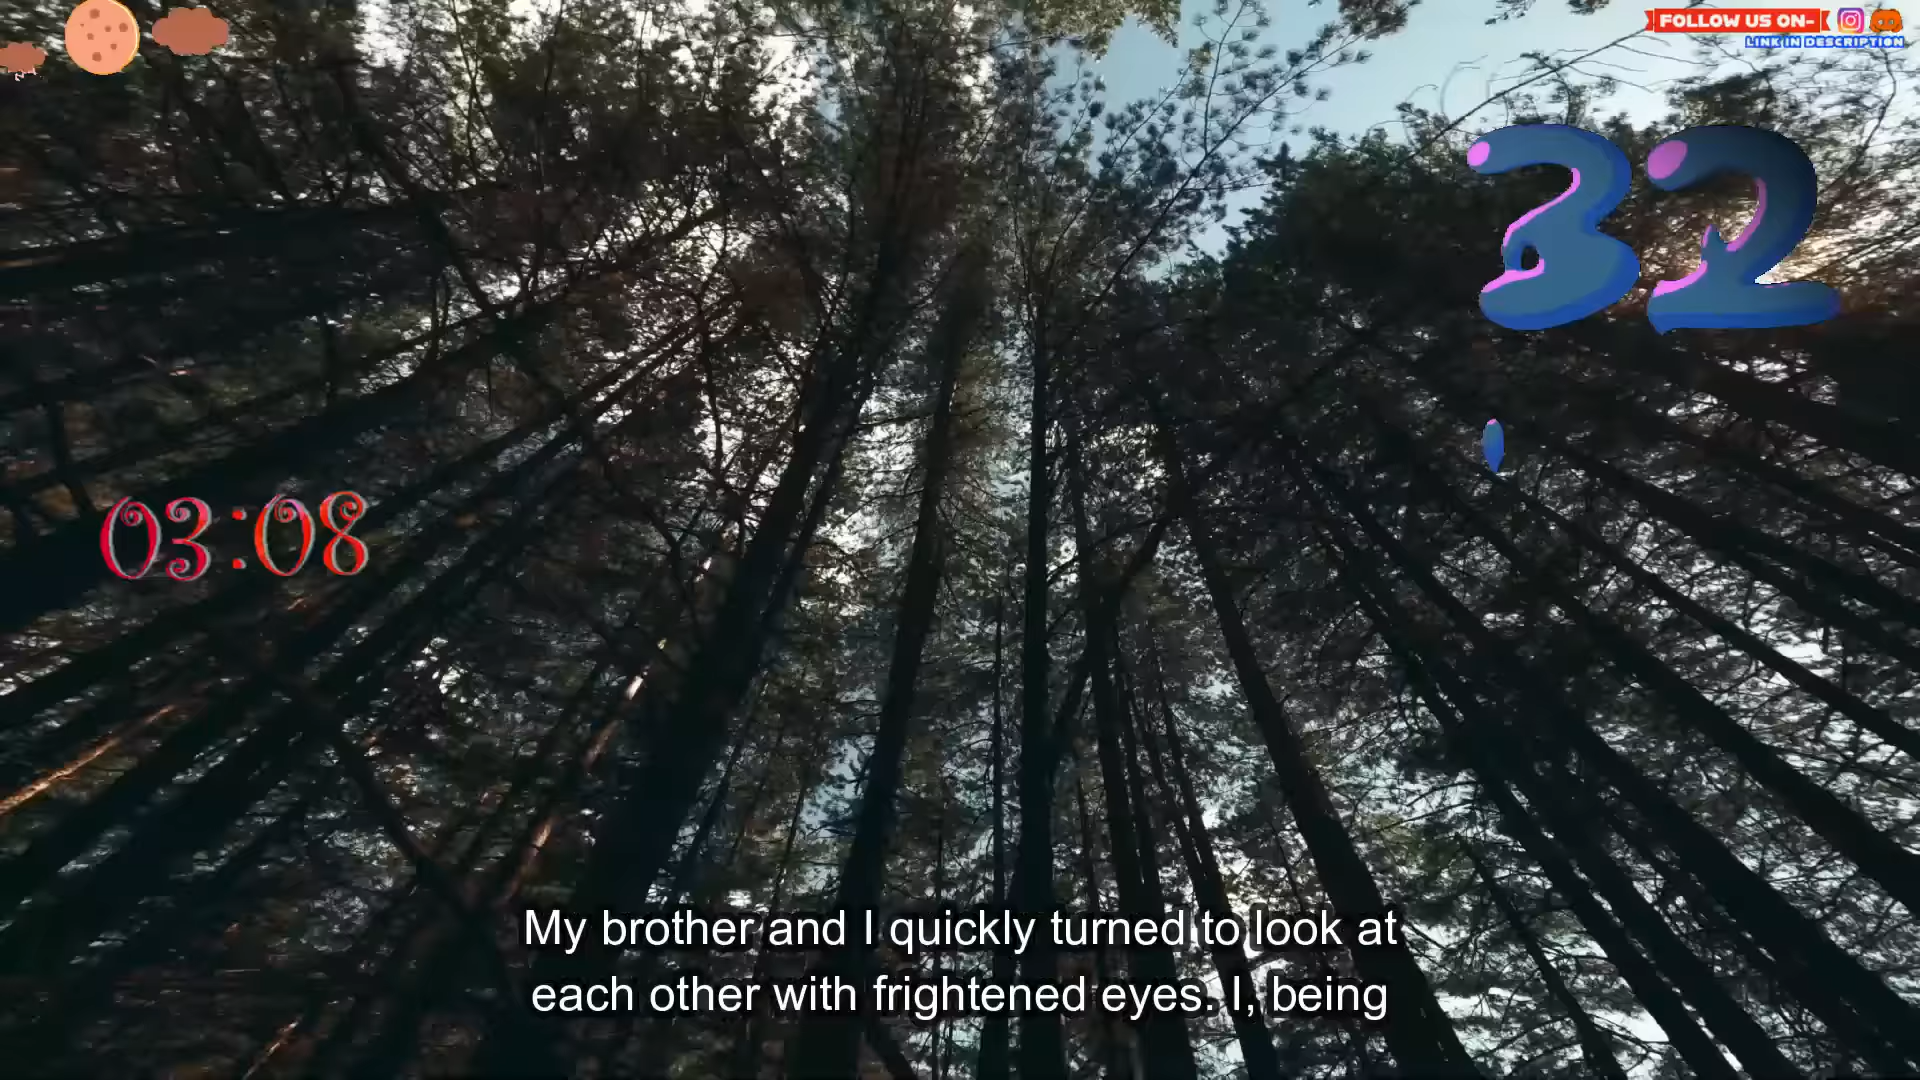 FOLLOW US ON-
LINK IN DESCRIPTION
32
03:08
My brother and I quickly turned to look at
each other with frightened eyes. I, being